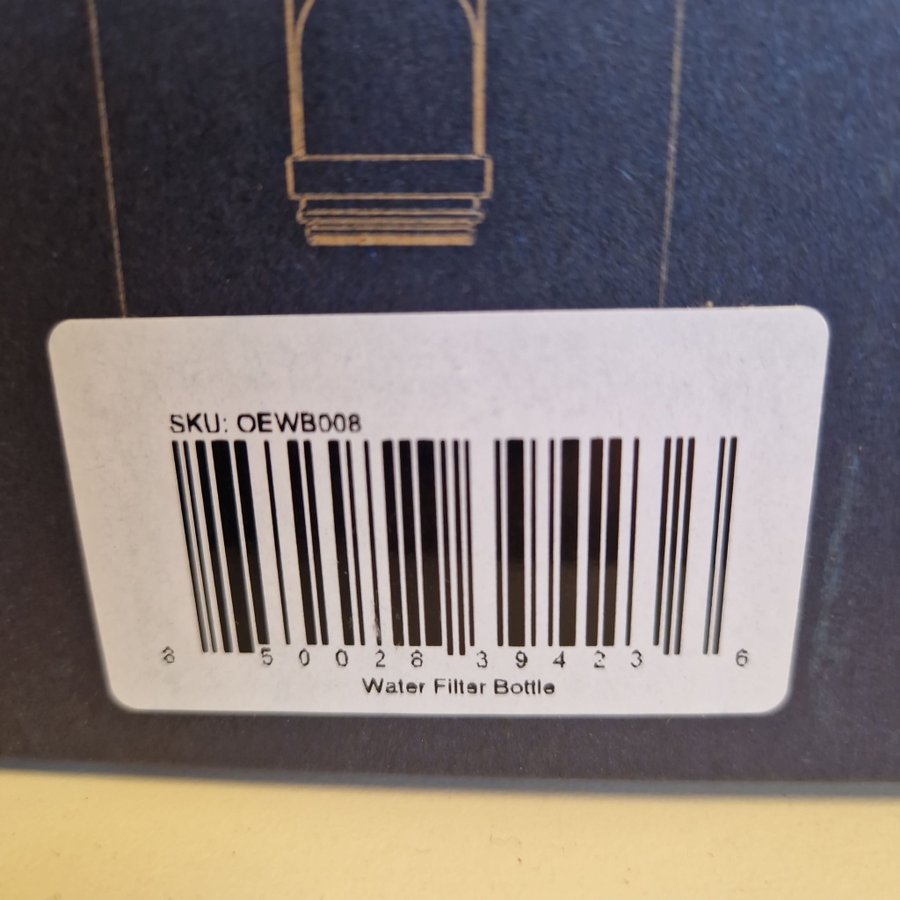 SKU: OEWB008
8 50028 39423 6
Water Filter Bottle